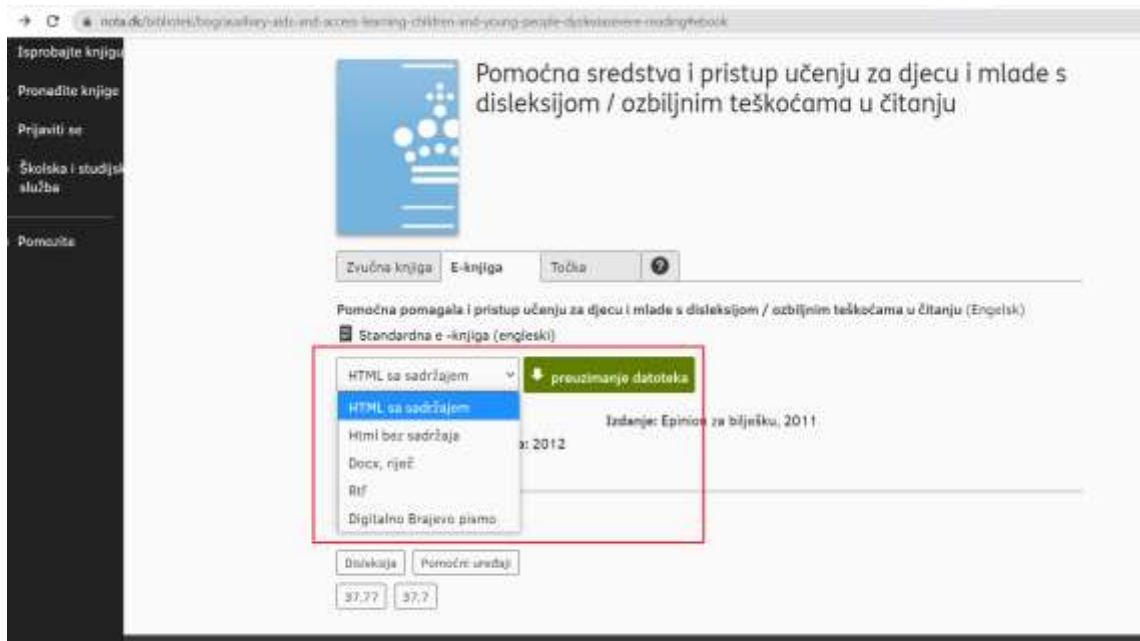 nota.dk/bibliotek/bog/auxiliary-aids-and-access-learning-children-and-young-people-dyslexiasevere-reading#ebook
Isprobajte knjigu
Pronađite knjige
Prijaviti se
Školska i studijsk
služba
Pomozite
Pomoćna sredstva i pristup učenju za djecu i mlade s
disleksijom / ozbiljnim teškoćama u čitanju
Zvučna knjiga E-knjiga Točka ?
Pomoćna pomagala i pristup učenju za djecu i mlade s disleksijom / ozbiljnim teškoćama u čitanju (Engelsk)
Standardna e -knjiga (engleski)
HTML sa sadržajem preuzimanje datoteka
HTML sa sadržajem
Izdanje: Epinion za bilješku, 2011
Html bez sadržaja
a: 2012
Docx, riječ
Rtf
Digitalno Brajevo pismo
Disleksija Pomoćni uređaji
37.77 37.7